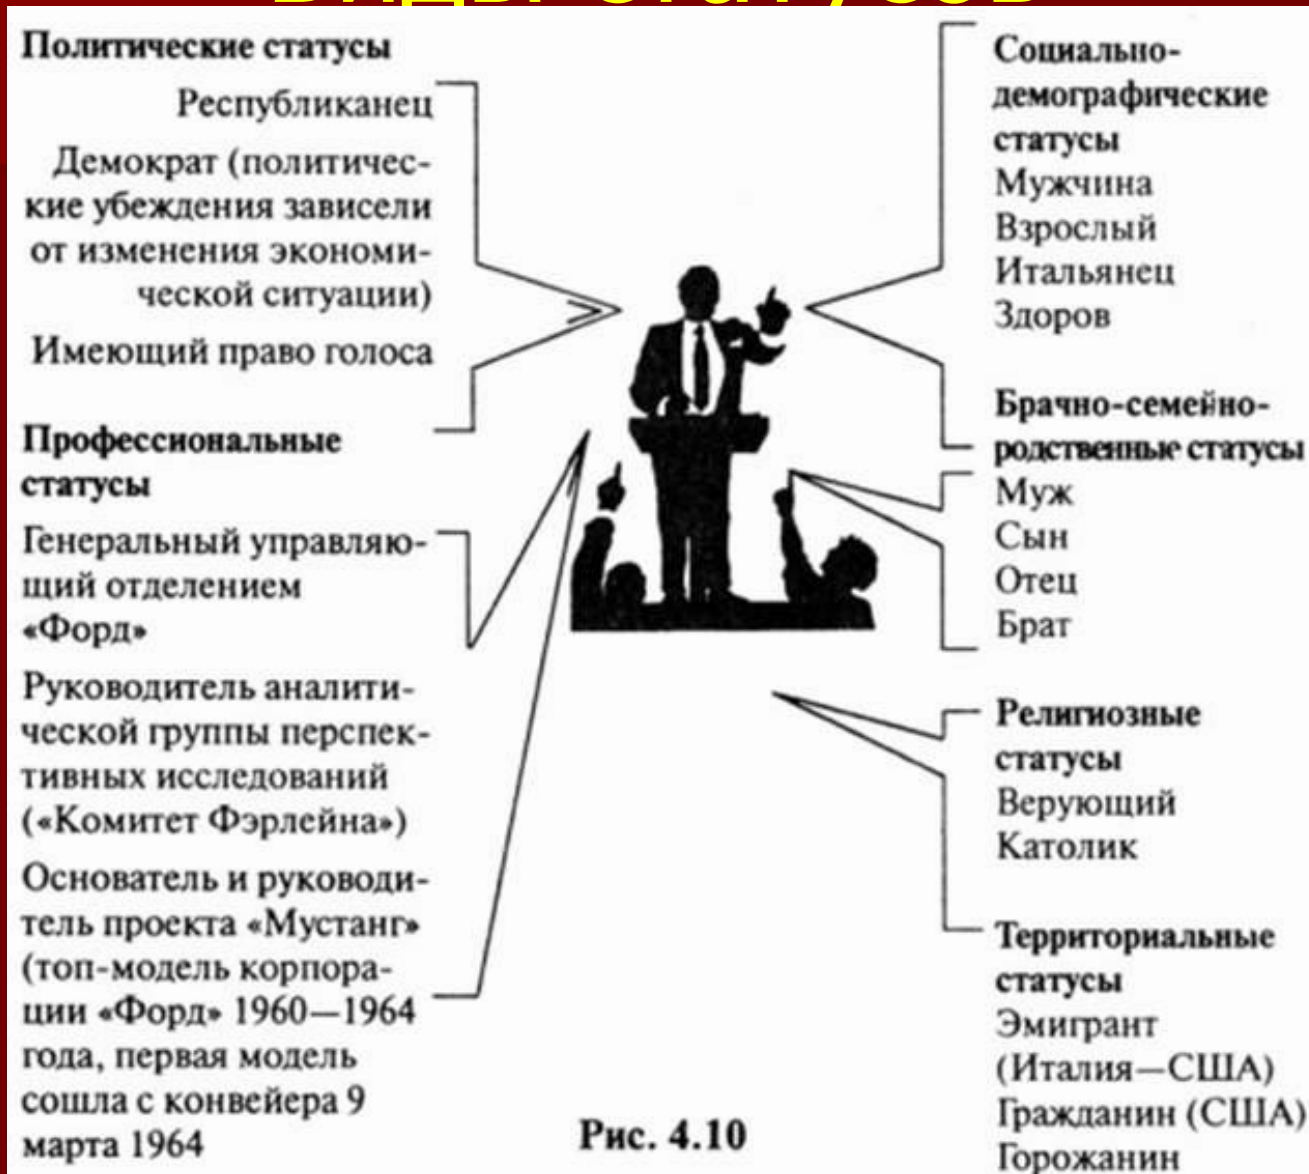 Виды статусов
Политические статусы
Республиканец
Демократ (политичес-
кие убеждения зависели
от изменения экономи-
ческой ситуации)
Имеющий право голоса
Профессиональные
статусы
Генеральный управляю-
щий отделением
«Форд»
Руководитель аналити-
ческой группы перспек-
тивных исследований
(«Комитет Фэрлейна»)
Основатель и руководи-
тель проекта «Мустанг»
(топ-модель корпора-
ции «Форд» 1960—1964
года, первая модель
сошла с конвейера 9
марта 1964
Рис. 4.10
Социально-
демографические
статусы
Мужчина
Взрослый
Итальянец
Здоров
Брачно-семейно-
родственные статусы
Муж
Сын
Отец
Брат
Религиозные
статусы
Верующий
Католик
Территориальные
статусы
Эмигрант
(Италия—США)
Гражданин (США)
Горожанин